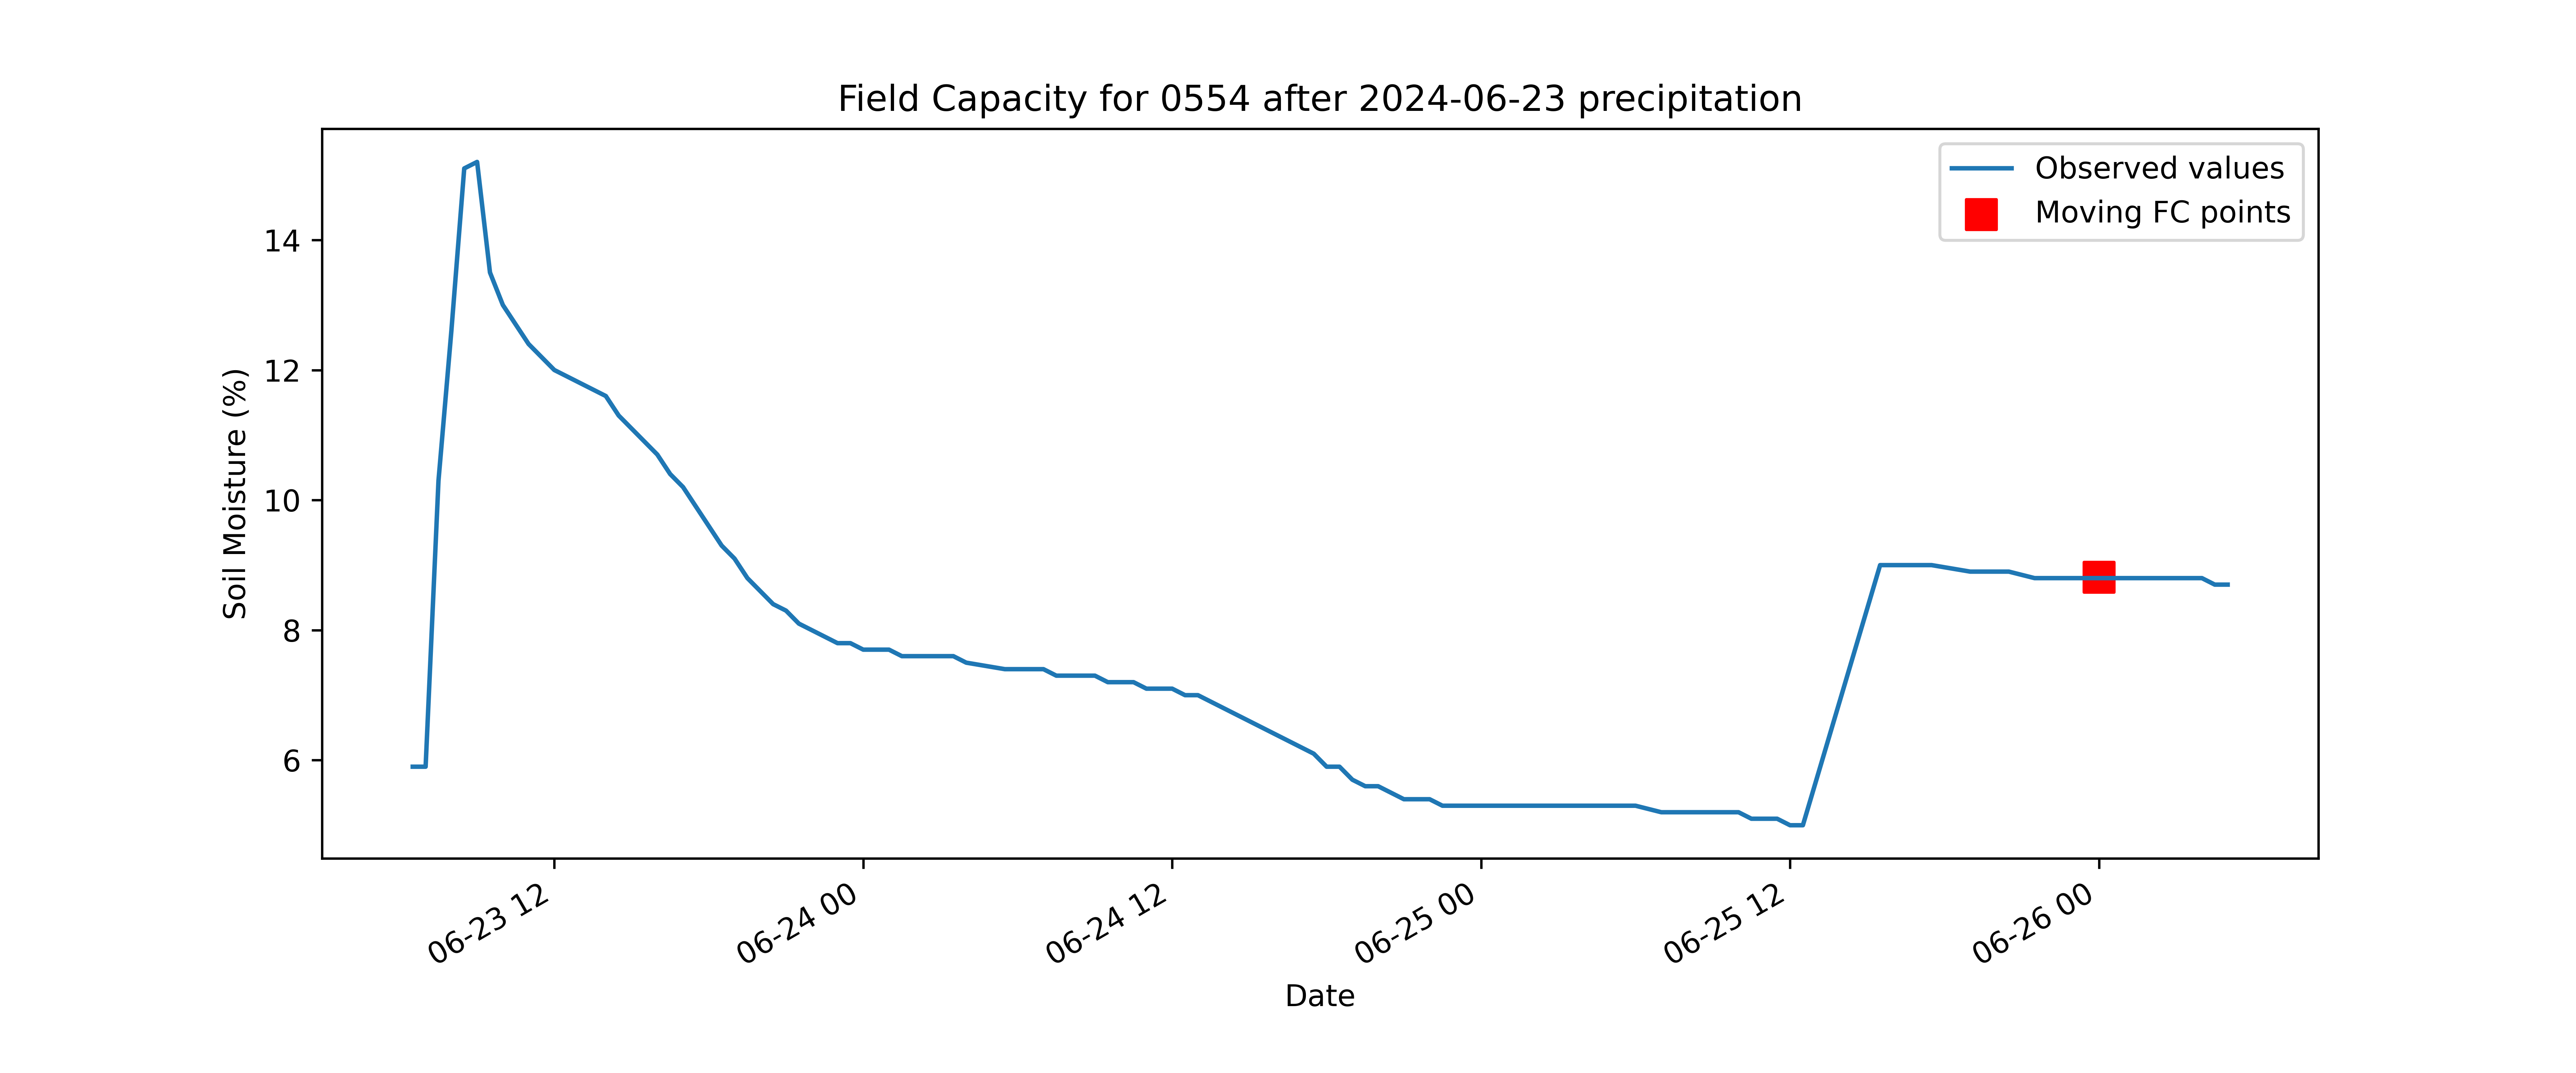 Field Capacity for 0554 after 2024-06-23 precipitation
Observed values
Moving FC points
Soil Moisture (%)
14
12
10
8
6
06-23 12
06-24 00
06-24 12
06-25 00
06-25 12
06-26 00
Date